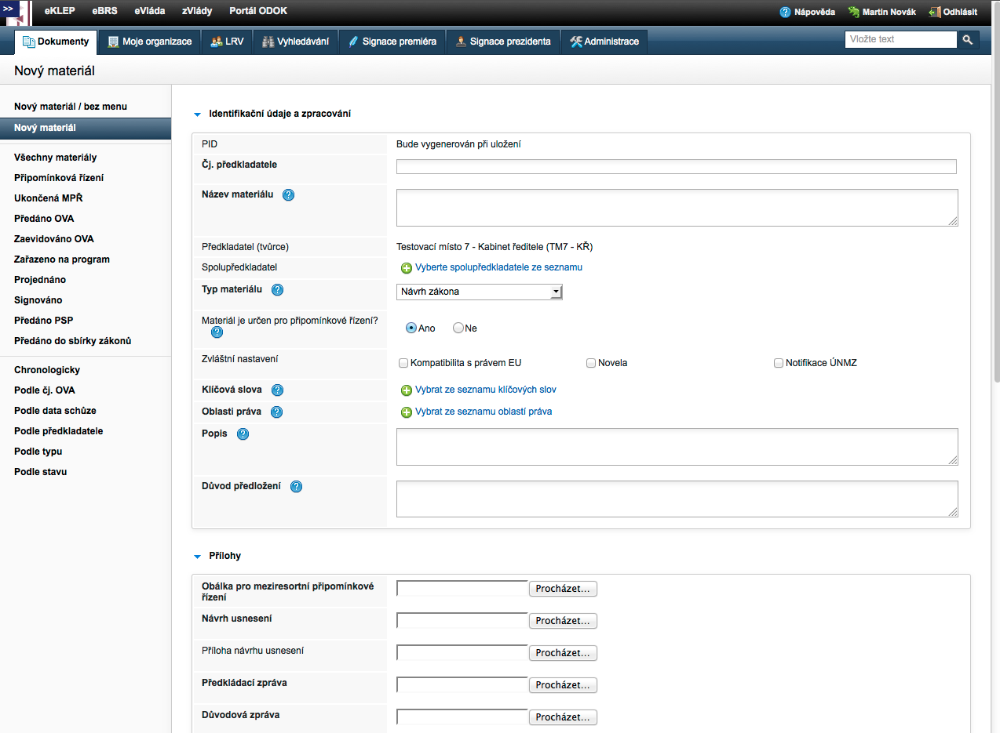 >>
eKLEP eBRS eVláda zVlády Portál ODOK Nápověda Martin Novák Odhlásit
Dokumenty Moje organizace LRV Vyhledávání Signace premiéra Signace prezidenta Administrace Vložte text
Nový materiál
Nový materiál / bez menu
Nový materiál
Všechny materiály
Připomínková řízení
Ukončená MPŘ
Předáno OVA
Zaevidováno OVA
Zařazeno na program
Projednáno
Signováno
Předáno PSP
Předáno do sbírky zákonů
Chronologicky
Podle čj. OVA
Podle data schůze
Podle předkladatele
Podle typu
Podle stavu
Identifikační údaje a zpracování
PID Bude vygenerován při uložení
Čj. předkladatele
Název materiálu ?
Předkladatel (tvůrce) Testovací místo 7 - Kabinet ředitele (TM7 - KŘ)
Spolupředkladatel Vyberte spolupředkladatele ze seznamu
Typ materiálu ? Návrh zákona
Materiál je určen pro připomínkové řízení? ? Ano Ne
Zvláštní nastavení Kompatibilita s právem EU Novela Notifikace ÚNMZ
Klíčová slova ? Vybrat ze seznamu klíčových slov
Oblasti práva ? Vybrat ze seznamu oblastí práva
Popis ?
Důvod předložení ?
Přílohy
Obálka pro meziresortní připomínkové
řízení Procházet...
Návrh usnesení Procházet...
Příloha návrhu usnesení Procházet...
Předkládací zpráva Procházet...
Důvodová zpráva Procházet...